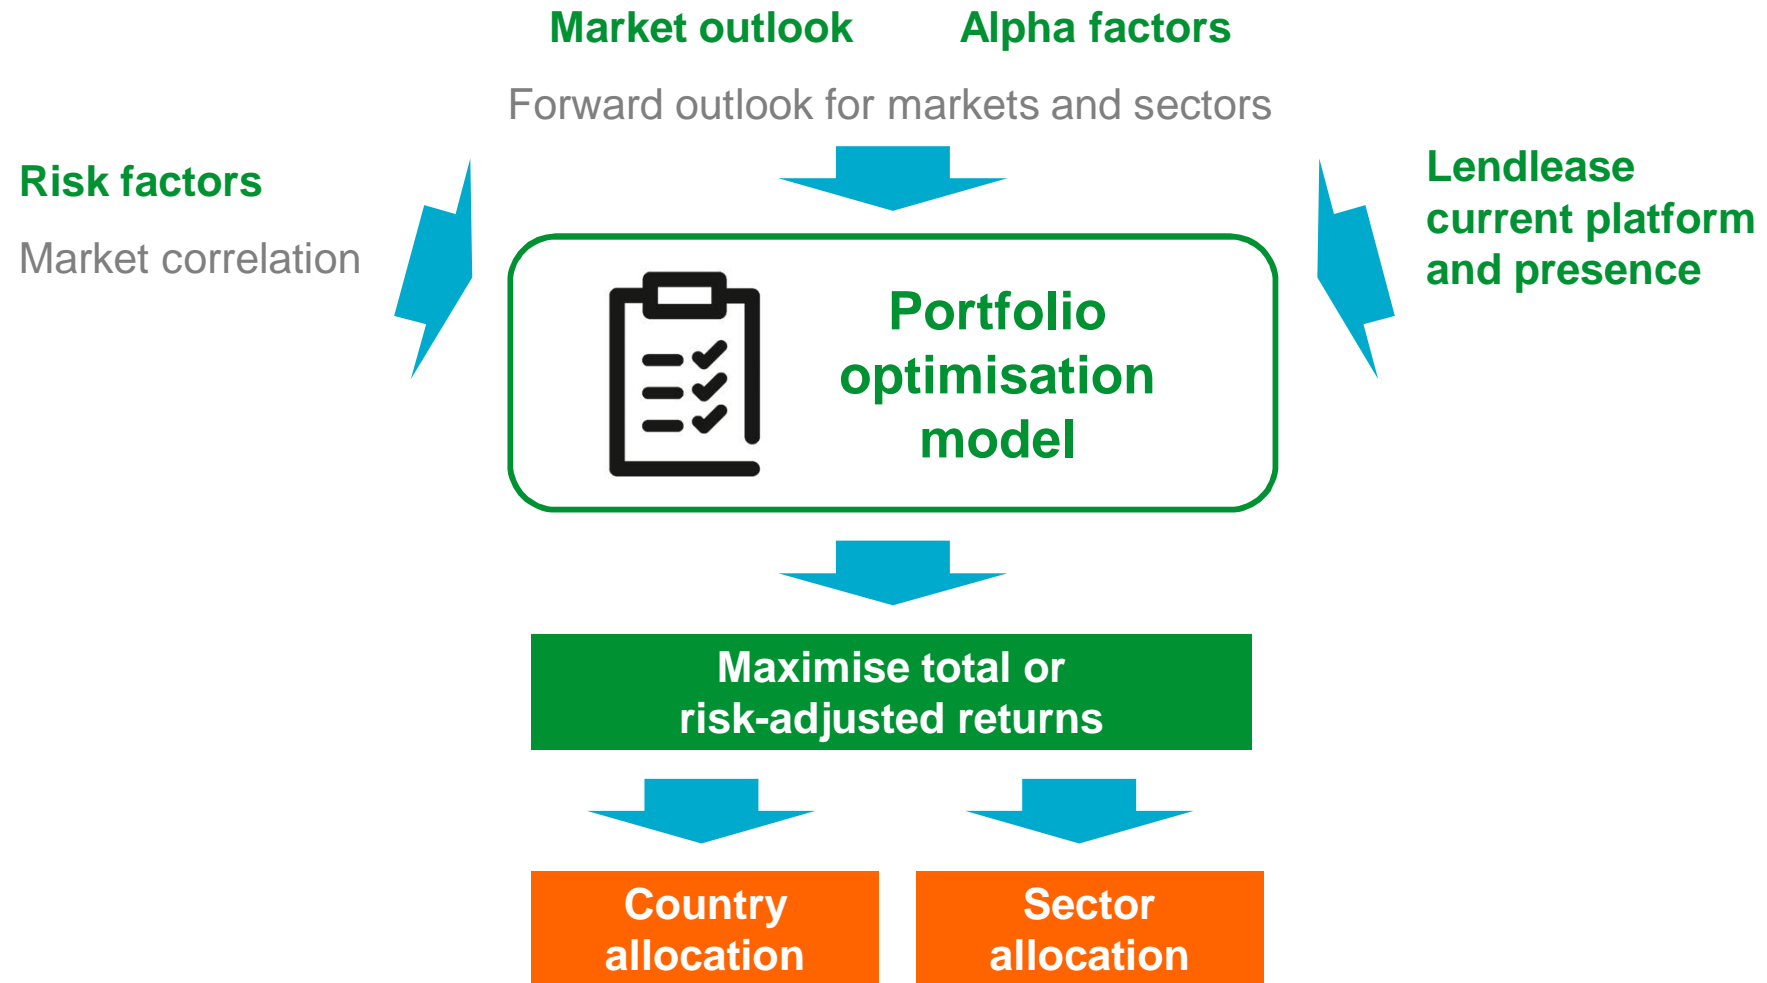 Market outlook
Alpha factors
Forward outlook for markets and sectors
Risk factors
Market correlation
Lendlease
current platform
and presence
Portfolio
optimisation
model
Maximise total or
risk-adjusted returns
Country
allocation
Sector
allocation